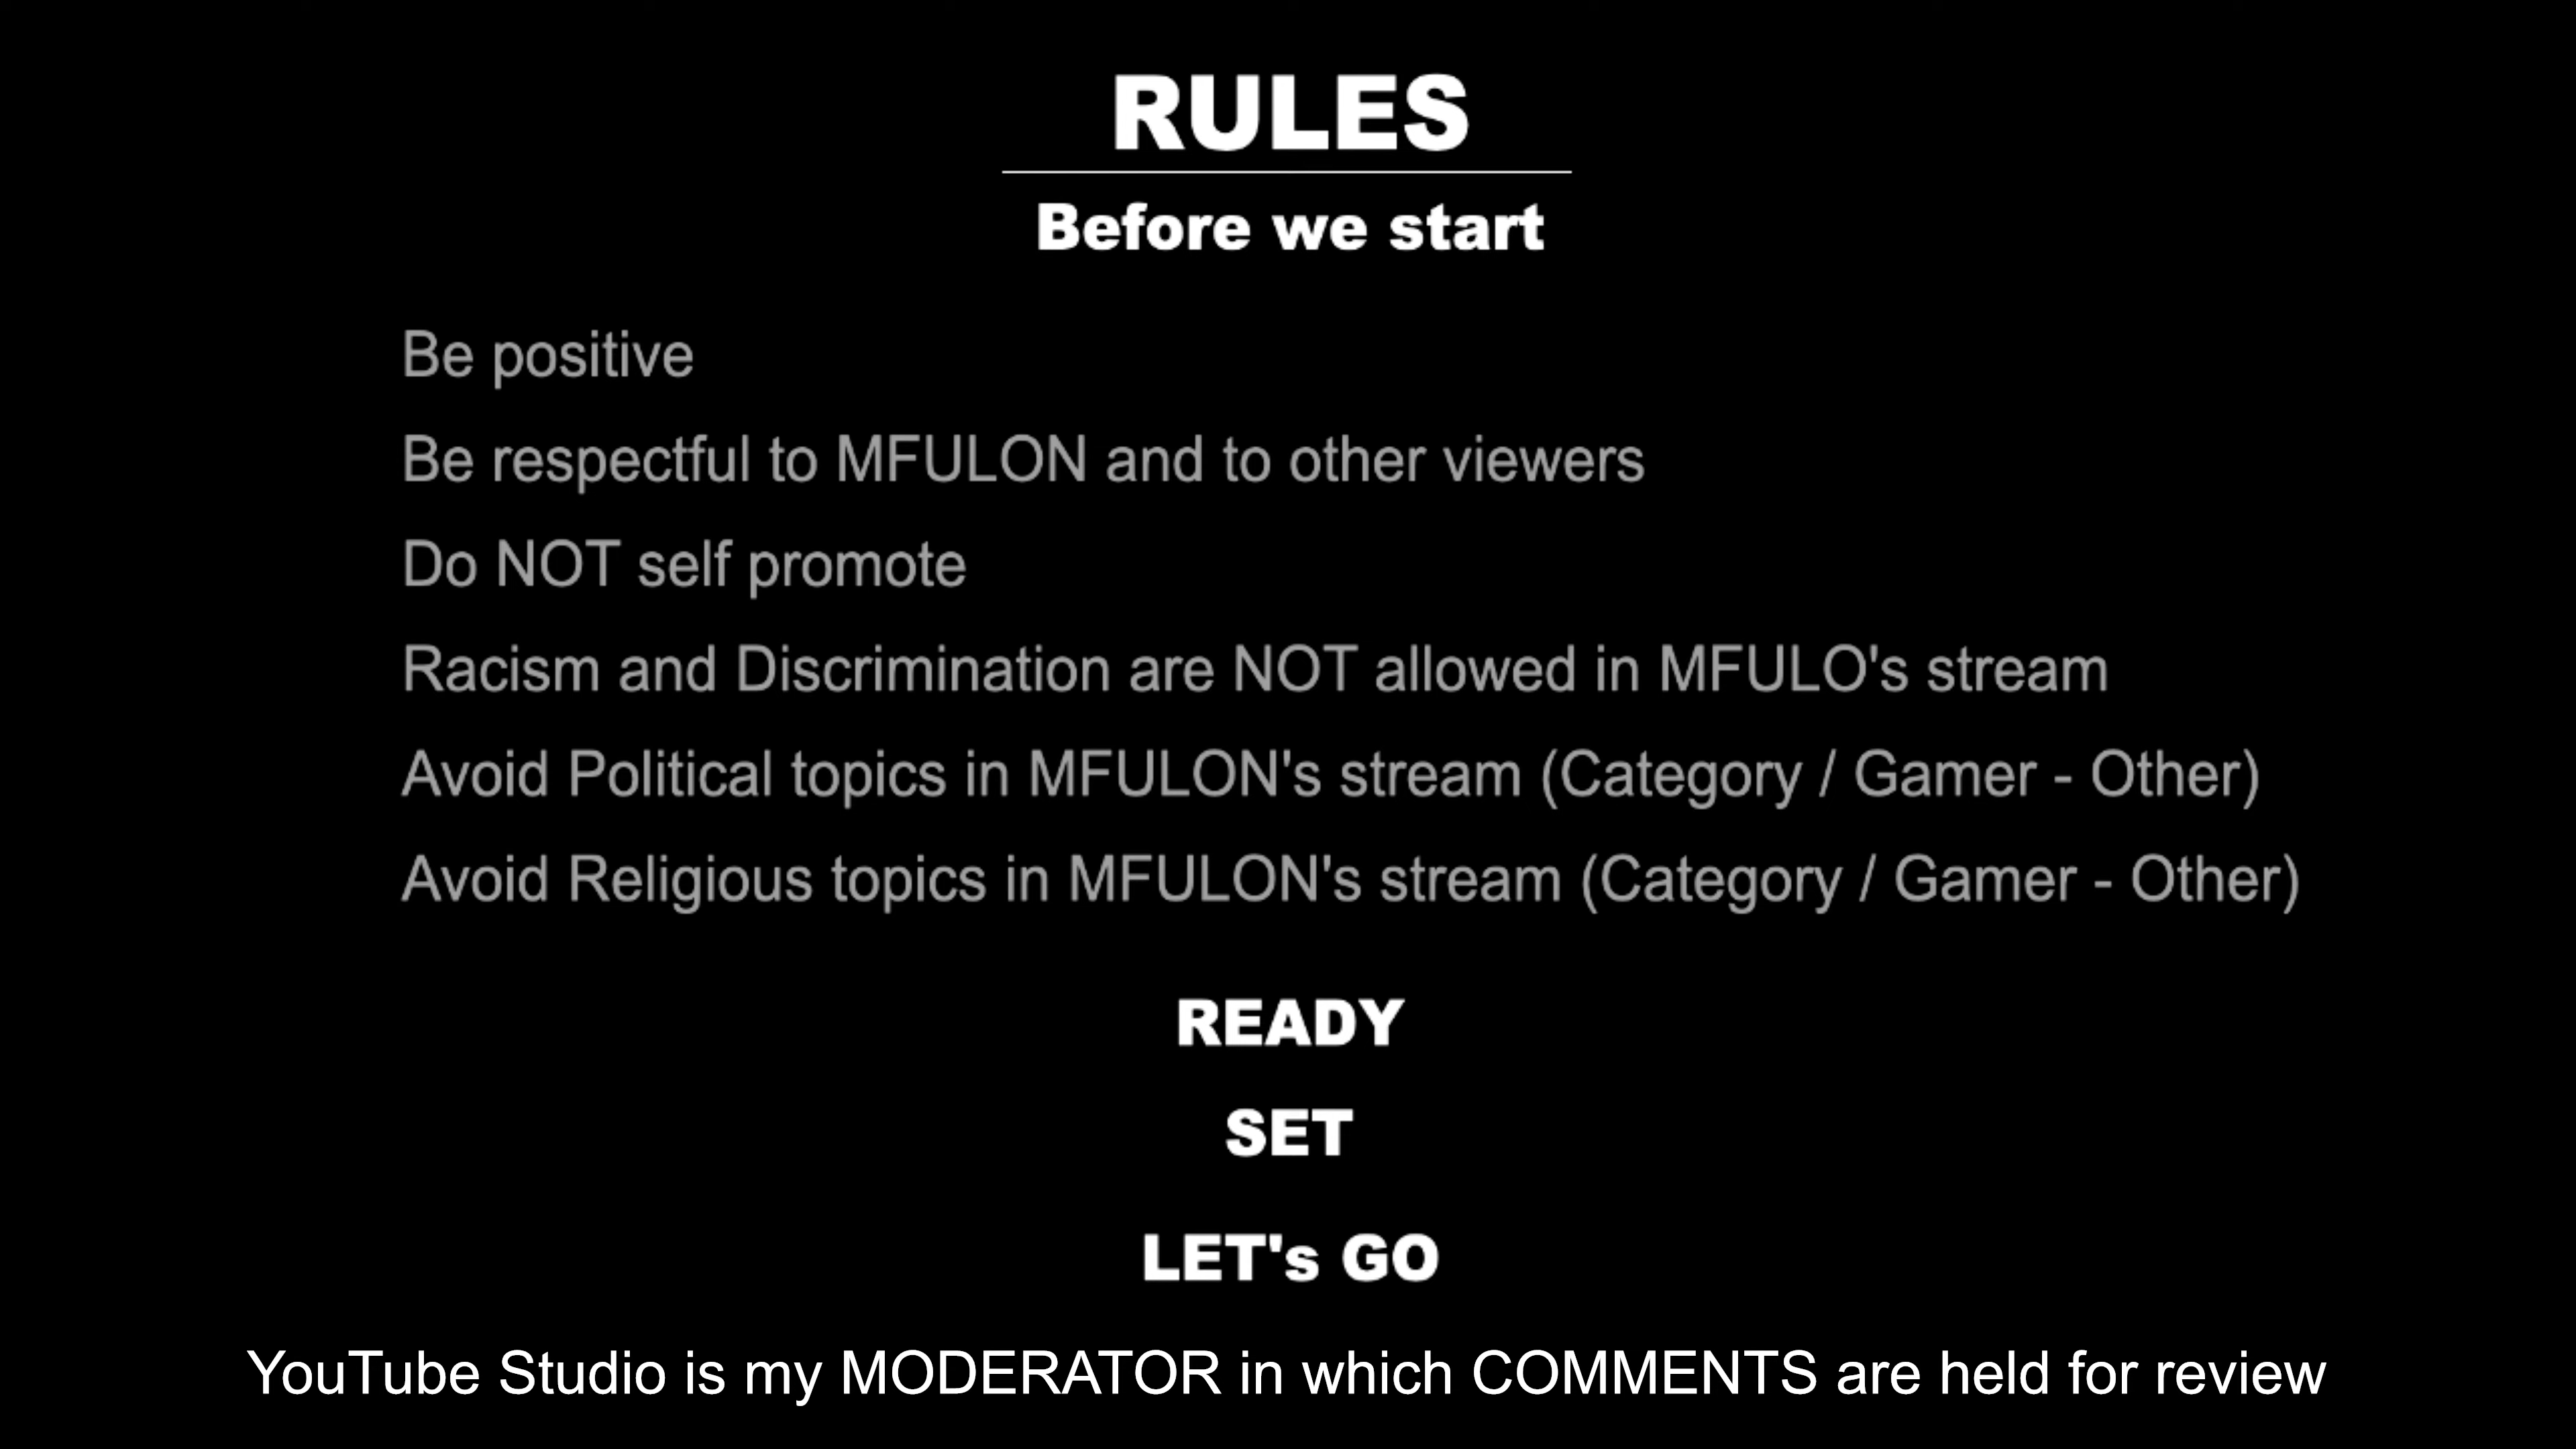 RULES
Before we start
Be positive
Be respectful to MFULON and to other viewers
Do NOT self promote
Racism and Discrimination are NOT allowed in MFULO's stream
Avoid Political topics in MFULON's stream (Category / Gamer - Other)
Avoid Religious topics in MFULON's stream (Category / Gamer - Other)
READY
SET
LET's GO
YouTube Studio is my MODERATOR in which COMMENTS are held for review